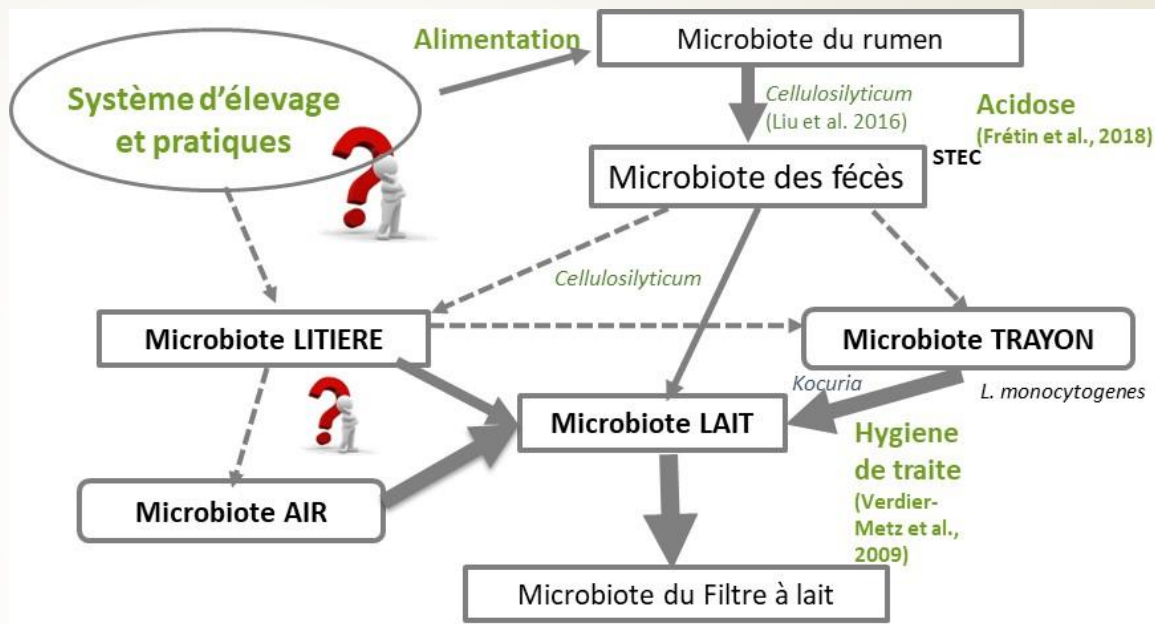 Alimentation
Microbiote du rumen
Système d'élevage
et pratiques
Cellulosilyticum
(Liu et al. 2016)
Acidose
(Frétin et al., 2018)
STEC
Microbiote des fécès
Cellulosilyticum
Microbiote LITIERE
Microbiote TRAYON
Kocuria
L. monocytogenes
Microbiote LAIT
Hygiene
de traite
(Verdier-
Metz et al.,
2009)
Microbiote AIR
Microbiote du Filtre à lait